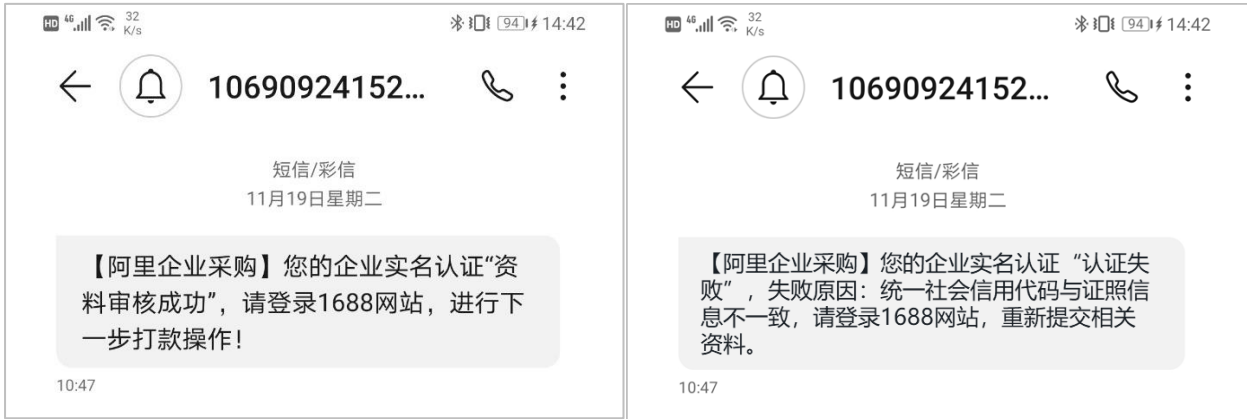 HD 4G 32 K/s 94 14:42
10690924152...
短信/彩信
11月19日星期二
【阿里企业采购】您的企业实名认证“资
料审核成功”，请登录1688网站，进行下
一步打款操作！
10:47
HD 4G 32 K/s 94 14:42
10690924152...
短信/彩信
11月19日星期二
【阿里企业采购】您的企业实名认证“认证失
败”，失败原因：统一社会信用代码与证照信
息不一致，请登录1688网站，重新提交相关
资料。
10:47